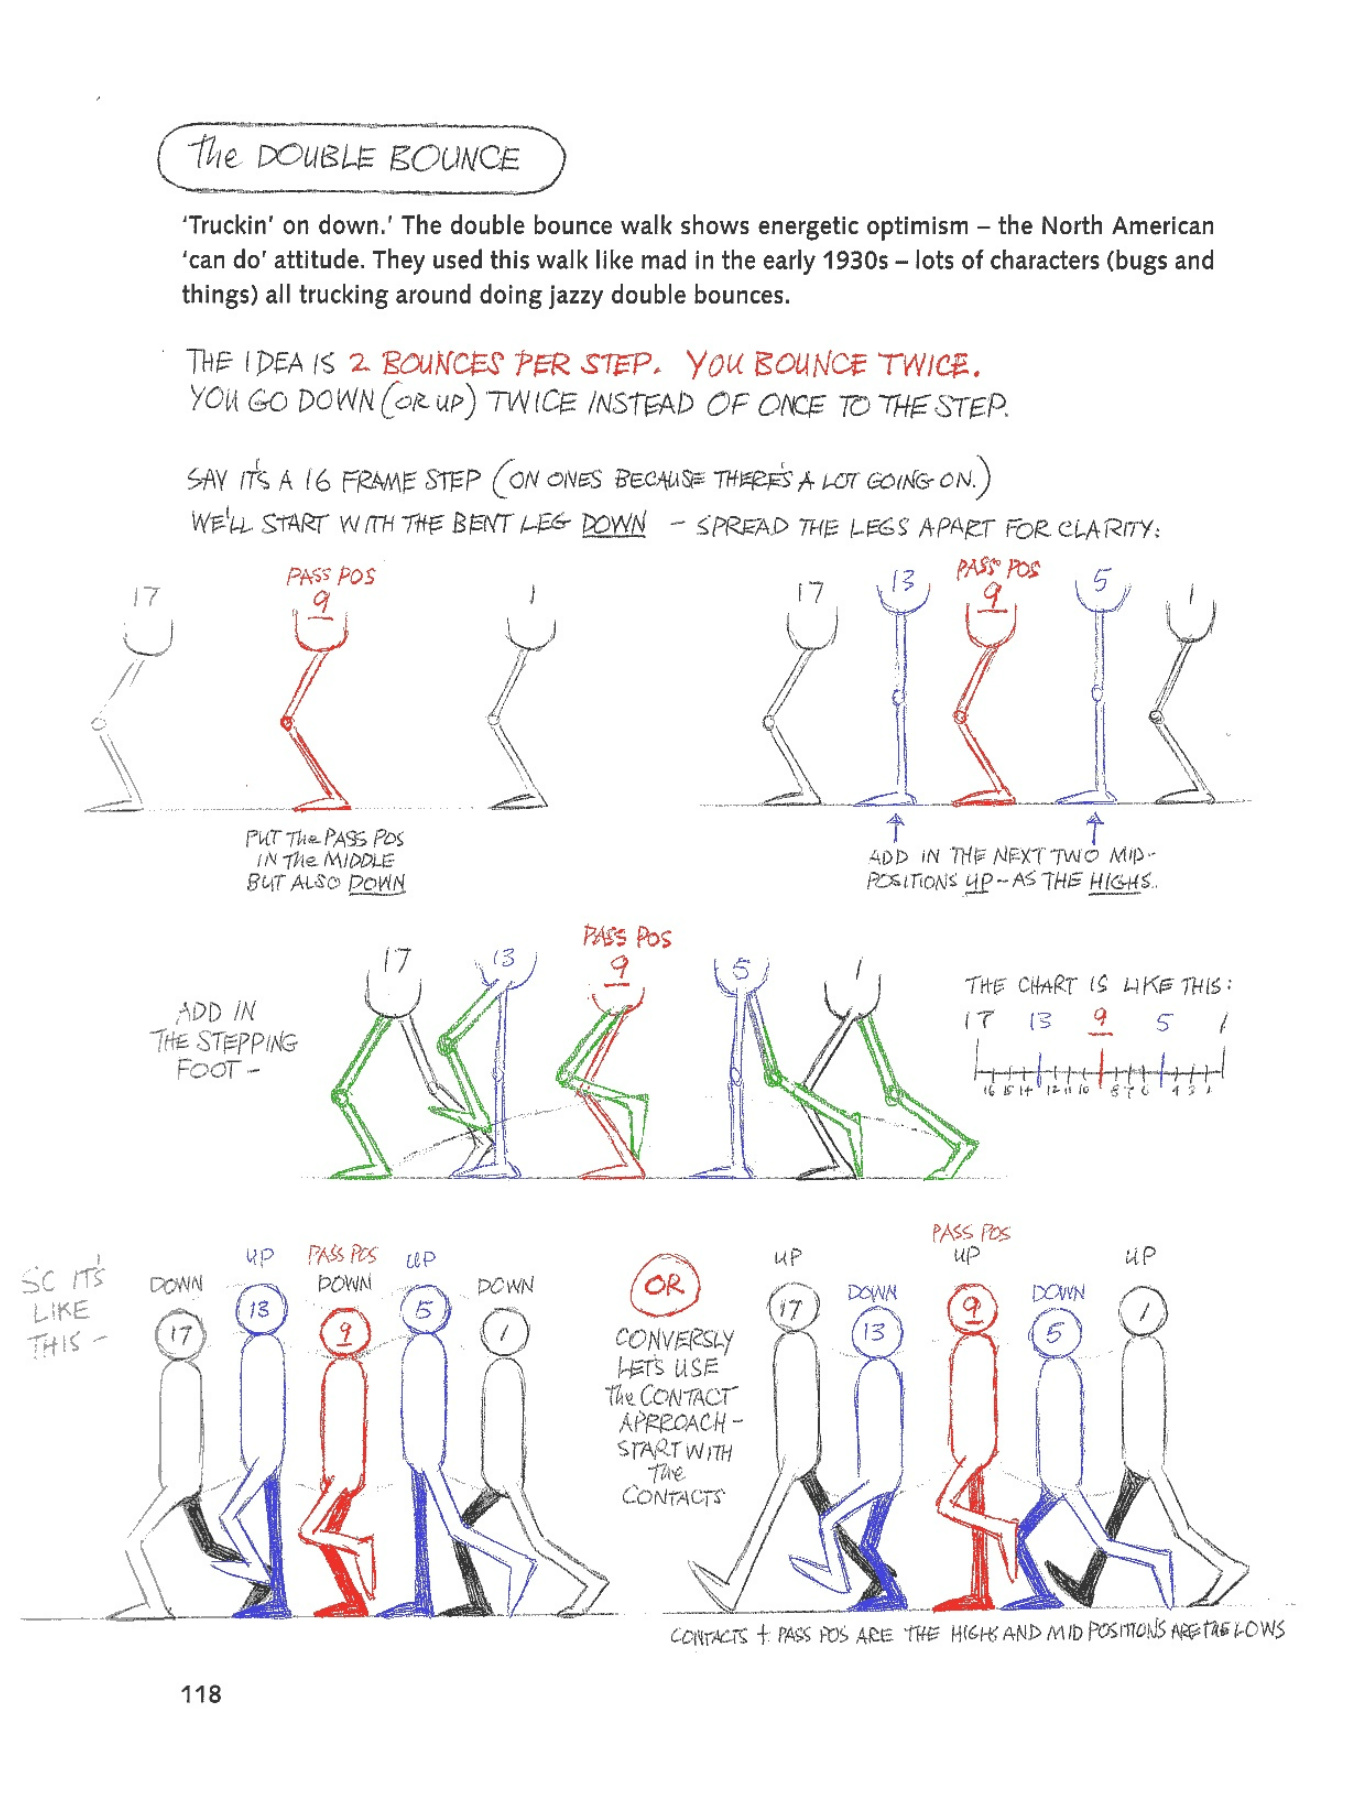 The DOUBLE BOUNCE
'Truckin' on down.' The double bounce walk shows energetic optimism – the North American
'can do' attitude. They used this walk like mad in the early 1930s – lots of characters (bugs and
things) all trucking around doing jazzy double bounces.
THE IDEA IS 2 BOUNCES PER STEP. YOU BOUNCE TWICE.
YOU GO DOWN (OR UP) TWICE INSTEAD OF ONCE TO THE STEP.
SAY IT'S A 16 FRAME STEP (ON ONES BECAUSE THERE'S A LOT GOING ON.)
WE'LL START WITH THE BENT LEG DOWN – SPREAD THE LEGS APART FOR CLARITY:
17 PASS POS 9 1
17 13 PASS POS 9 5 1
PUT The PASS POS
IN The MIDDLE
BUT ALSO DOWN
ADD IN THE NEXT TWO MID-
POSITIONS UP – AS THE HIGHS.
PASS POS
17 13 9 5 1
ADD IN
THE STEPPING
FOOT –
THE CHART IS LIKE THIS:
17 13 9 5 1
16 15 14 12 11 10 8 7 6 4 3 2
SO IT'S
LIKE
THIS –
DOWN UP PASS POS DOWN UP DOWN
17 13 9 5 1
OR
CONVERSLY
LET'S USE
The CONTACT
APPROACH –
START WITH
The
CONTACTS
UP DOWN PASS POS UP DOWN UP
17 13 9 5 1
CONTACTS + PASS POS ARE THE HIGHS AND MID POSITIONS ARE THE LOWS
118